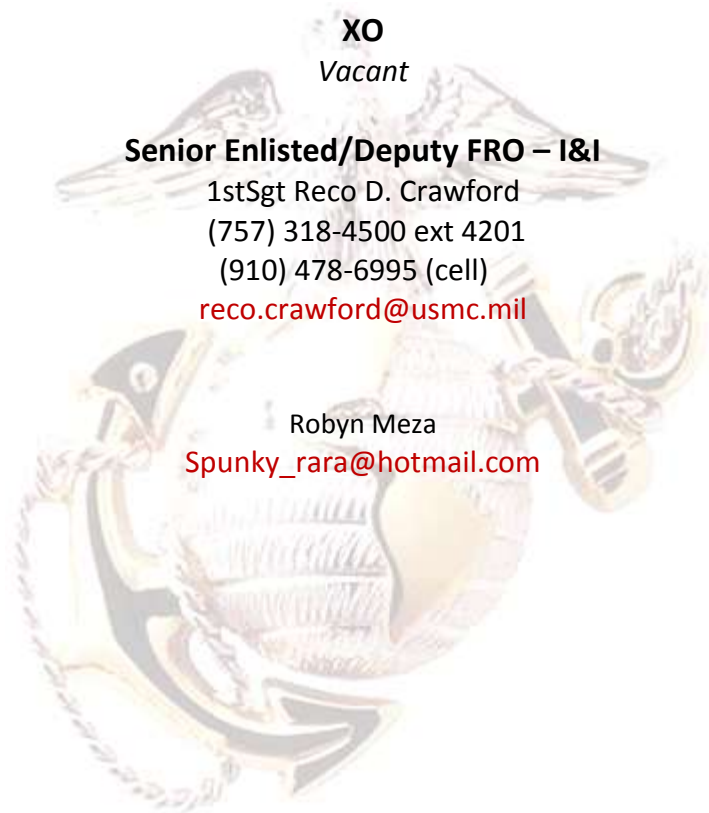 XO
Vacant
Senior Enlisted/Deputy FRO – I&I
1stSgt Reco D. Crawford
(757) 318-4500 ext 4201
(910) 478-6995 (cell)
reco.crawford@usmc.mil
Robyn Meza
Spunky_rara@hotmail.com